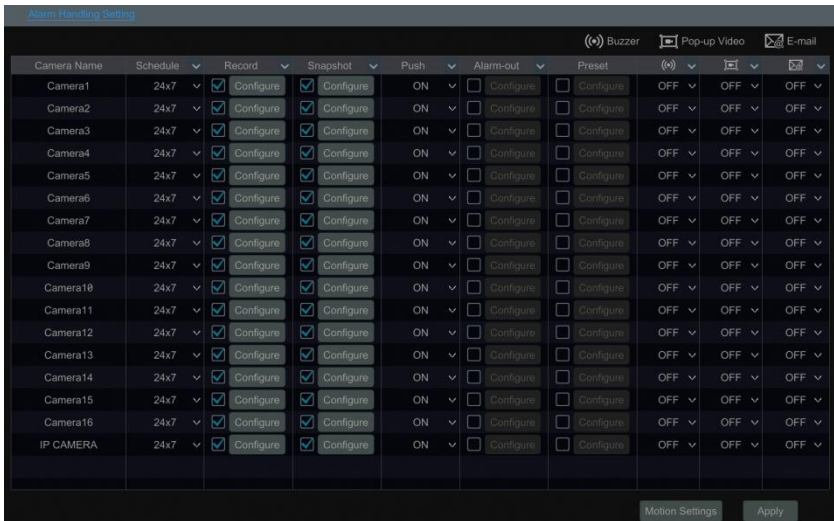 Alarm Handling Setting
Buzzer Pop-up Video E-mail
Camera Name Schedule Record Snapshot Push Alarm-out Preset
Camera1 24x7 Configure Configure ON Configure Configure OFF OFF OFF
Camera2 24x7 Configure Configure ON Configure Configure OFF OFF OFF
Camera3 24x7 Configure Configure ON Configure Configure OFF OFF OFF
Camera4 24x7 Configure Configure ON Configure Configure OFF OFF OFF
Camera5 24x7 Configure Configure ON Configure Configure OFF OFF OFF
Camera6 24x7 Configure Configure ON Configure Configure OFF OFF OFF
Camera7 24x7 Configure Configure ON Configure Configure OFF OFF OFF
Camera8 24x7 Configure Configure ON Configure Configure OFF OFF OFF
Camera9 24x7 Configure Configure ON Configure Configure OFF OFF OFF
Camera10 24x7 Configure Configure ON Configure Configure OFF OFF OFF
Camera11 24x7 Configure Configure ON Configure Configure OFF OFF OFF
Camera12 24x7 Configure Configure ON Configure Configure OFF OFF OFF
Camera13 24x7 Configure Configure ON Configure Configure OFF OFF OFF
Camera14 24x7 Configure Configure ON Configure Configure OFF OFF OFF
Camera15 24x7 Configure Configure ON Configure Configure OFF OFF OFF
Camera16 24x7 Configure Configure ON Configure Configure OFF OFF OFF
IP CAMERA 24x7 Configure Configure ON Configure Configure OFF OFF OFF
Motion Settings Apply